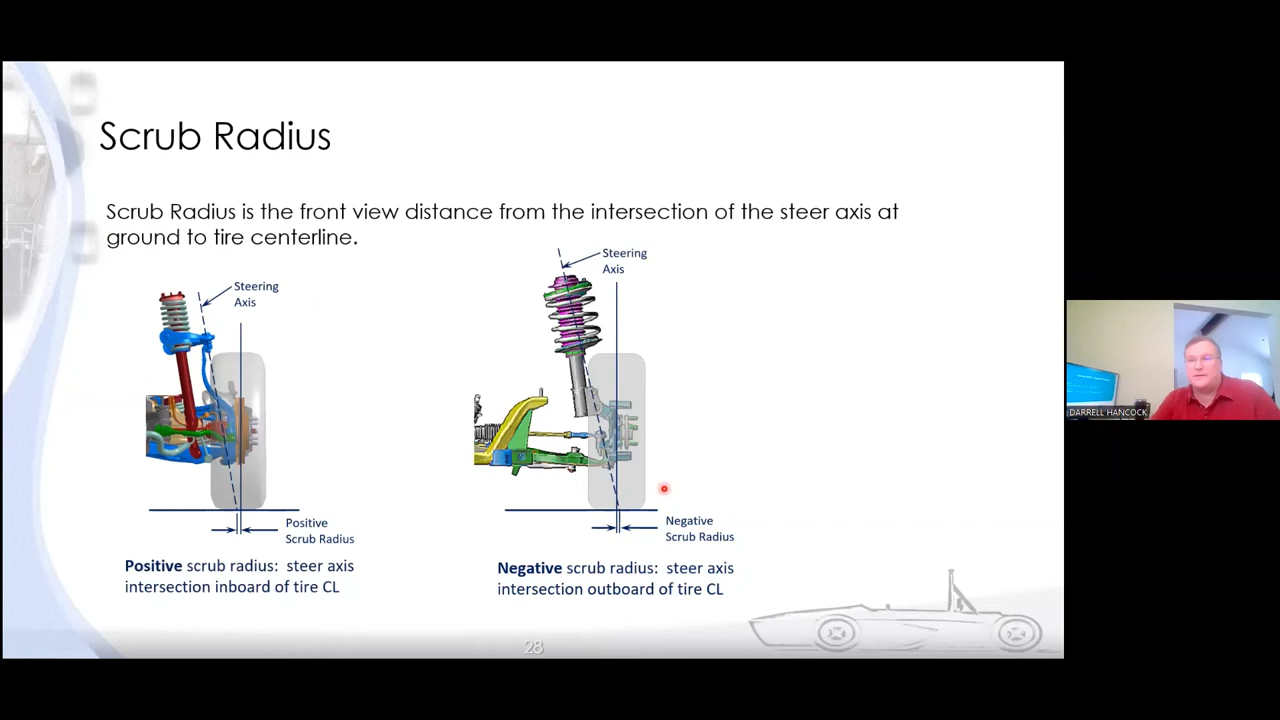 Scrub Radius
Scrub Radius is the front view distance from the intersection of the steer axis at
ground to tire centerline.
Steering
Axis
Positive
Scrub Radius
Positive scrub radius: steer axis
intersection inboard of tire CL
Steering
Axis
Negative
Scrub Radius
Negative scrub radius: steer axis
intersection outboard of tire CL
28
DARRELL HANCOCK